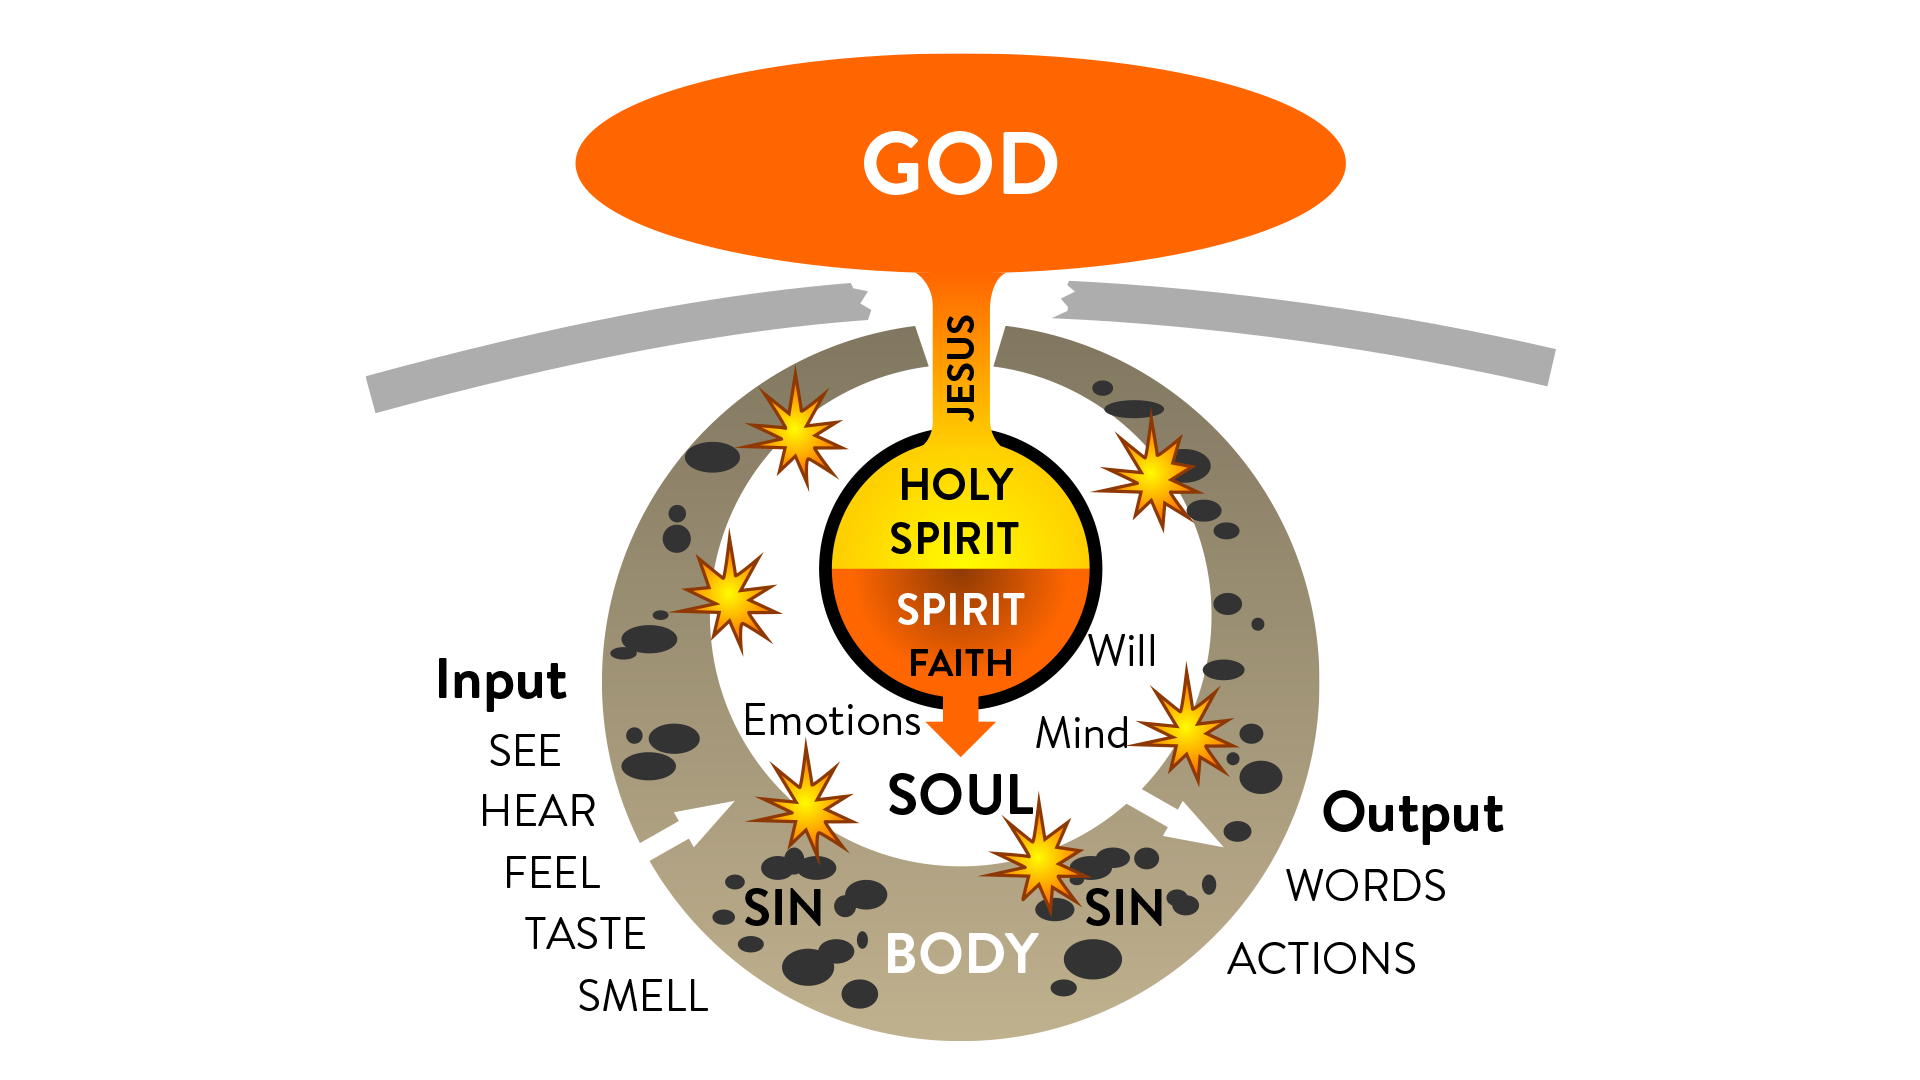 GOD
JESUS
HOLY
SPIRIT
SPIRIT
FAITH
Will
Emotions
Mind
SOUL
Input
SEE
HEAR
FEEL
TASTE
SMELL
SIN
SIN
BODY
Output
WORDS
ACTIONS